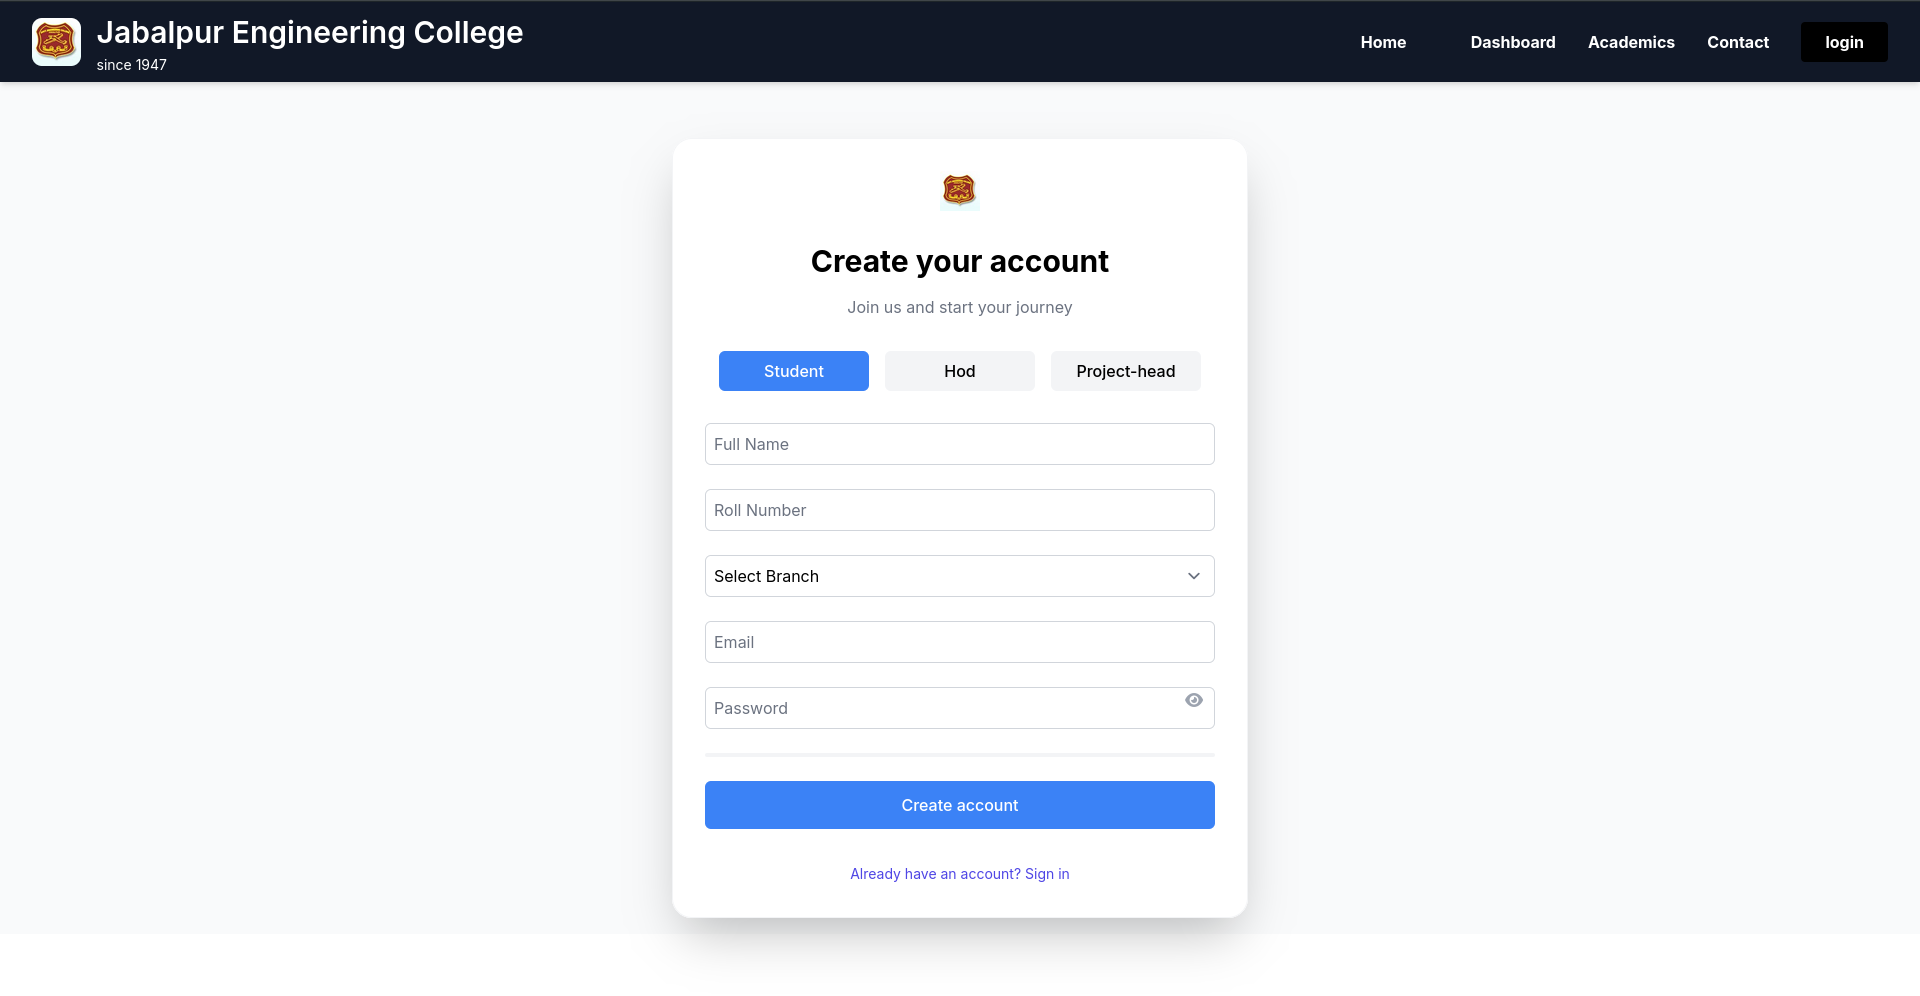 Jabalpur Engineering College
since 1947
Home Dashboard Academics Contact login
Create your account
Join us and start your journey
Student Hod Project-head
Full Name
Roll Number
Select Branch
Email
Password
Create account
Already have an account? Sign in